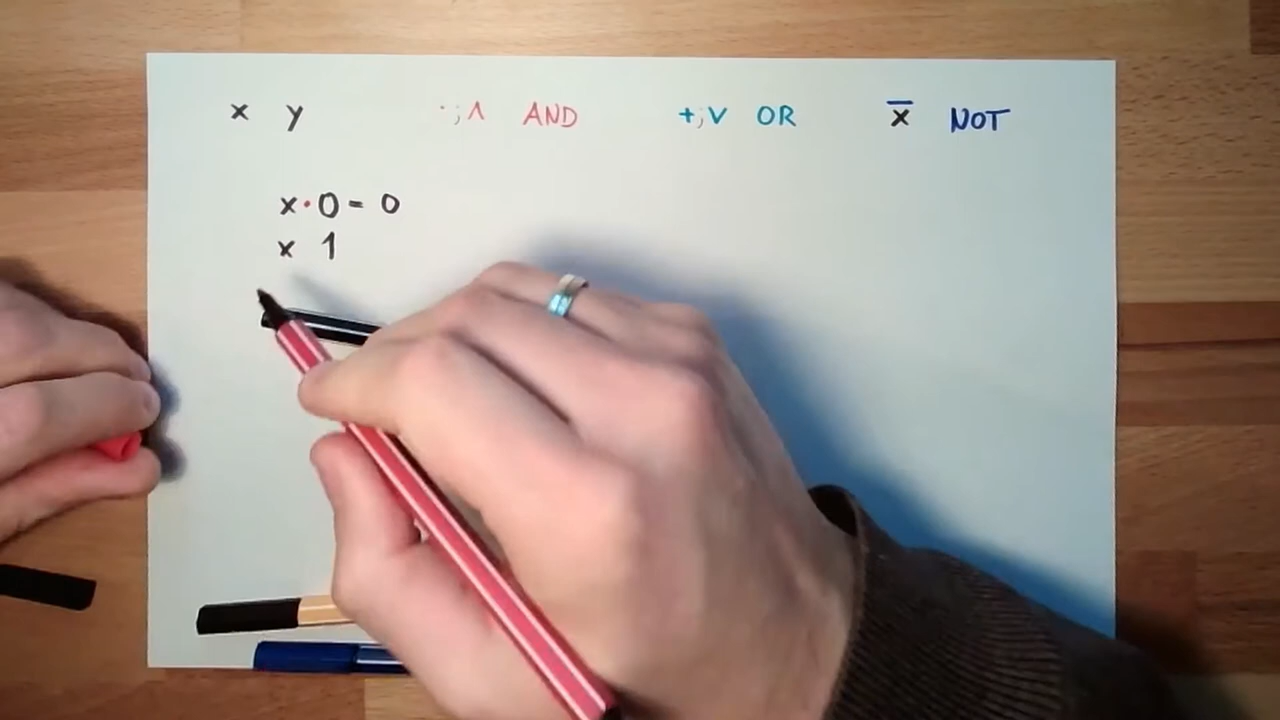 x y ·;∧ AND +;∨ OR x̅ NOT
x·0=0
x 1